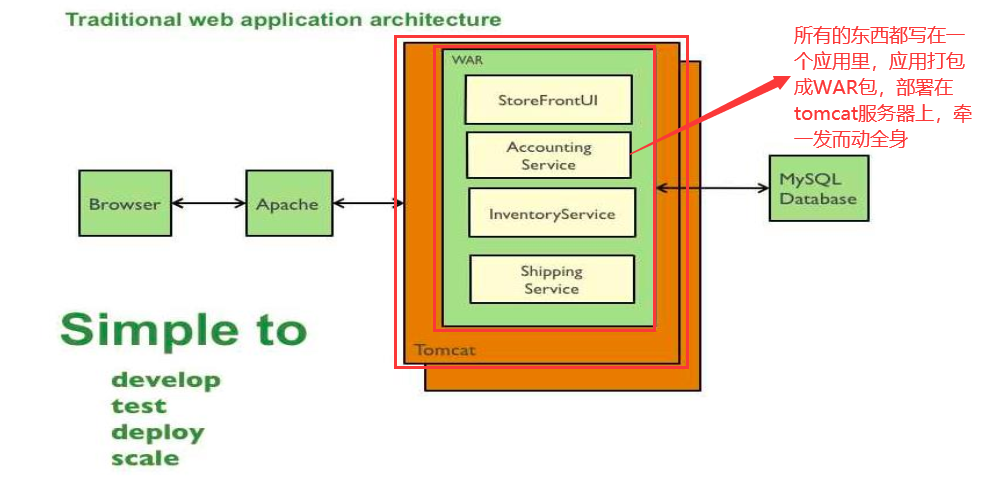 Traditional web application architecture
所有的东西都写在一
个应用里，应用打包
成WAR包，部署在
tomcat服务器上，牵
一发而动全身
WAR
StoreFrontUI
Accounting
Service
InventoryService
Shipping
Service
Tomcat
Browser
Apache
MySQL
Database
Simple to
develop
test
deploy
scale